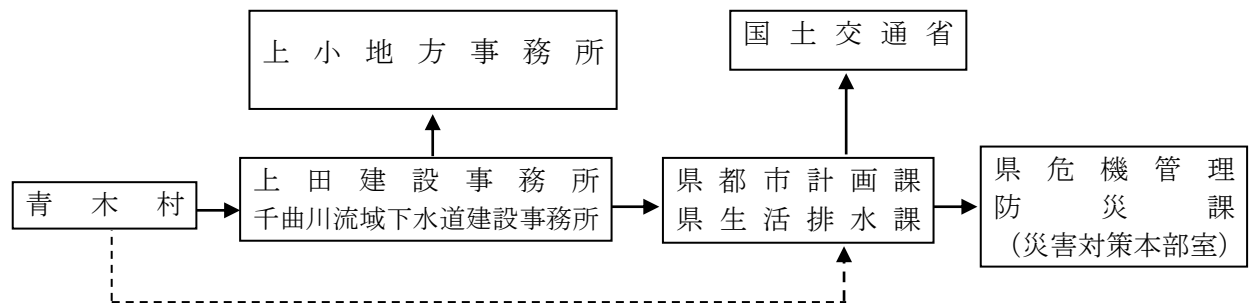 上小地方事務所
国土交通省
青木村
上田建設事務所
千曲川流域下水道建設事務所
県都市計画課
県生活排水課
県危機管理
防災課
（災害対策本部室）